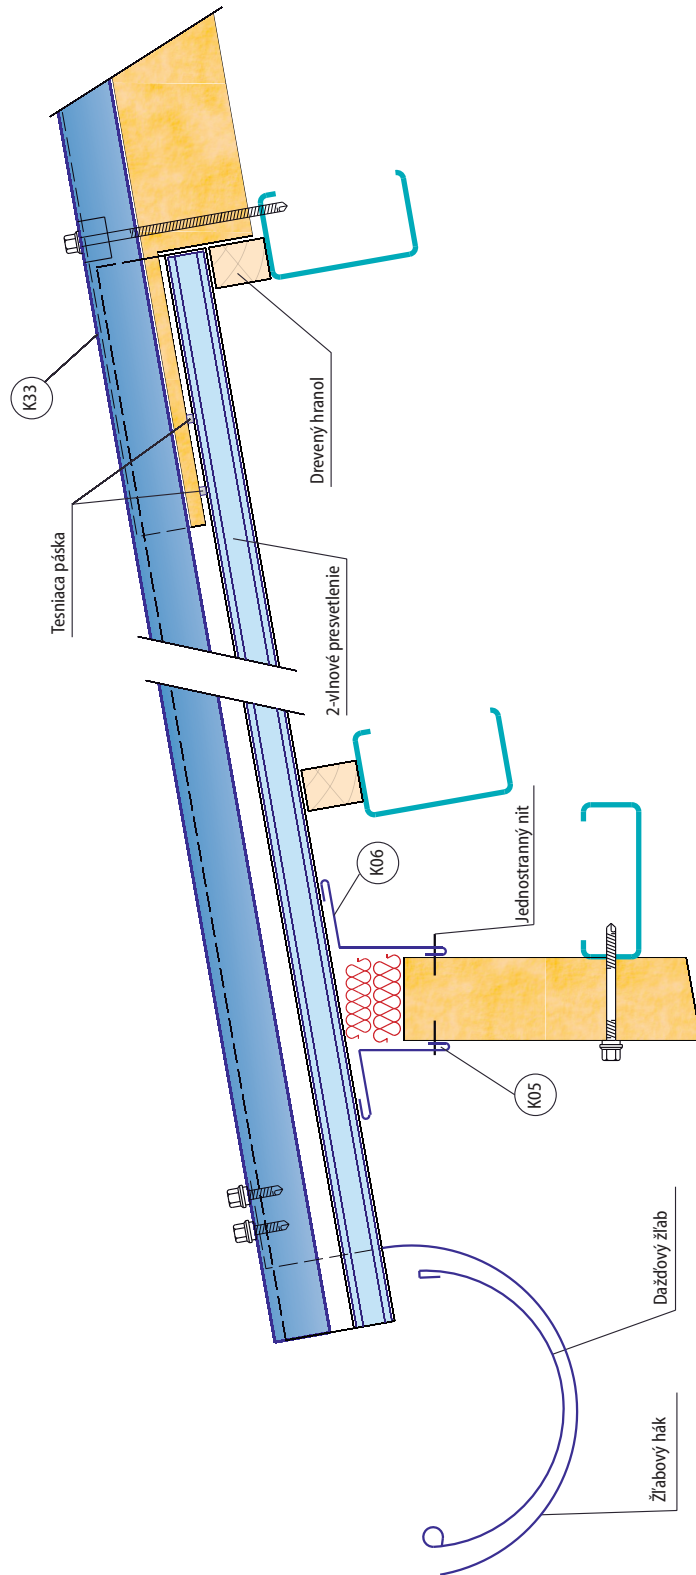 K33
Tesniaca páska
Drevený hranol
2-vlnové presvetlenie
K06
Jednostranný nit
K05
Dažďový žľab
Žľabový hák